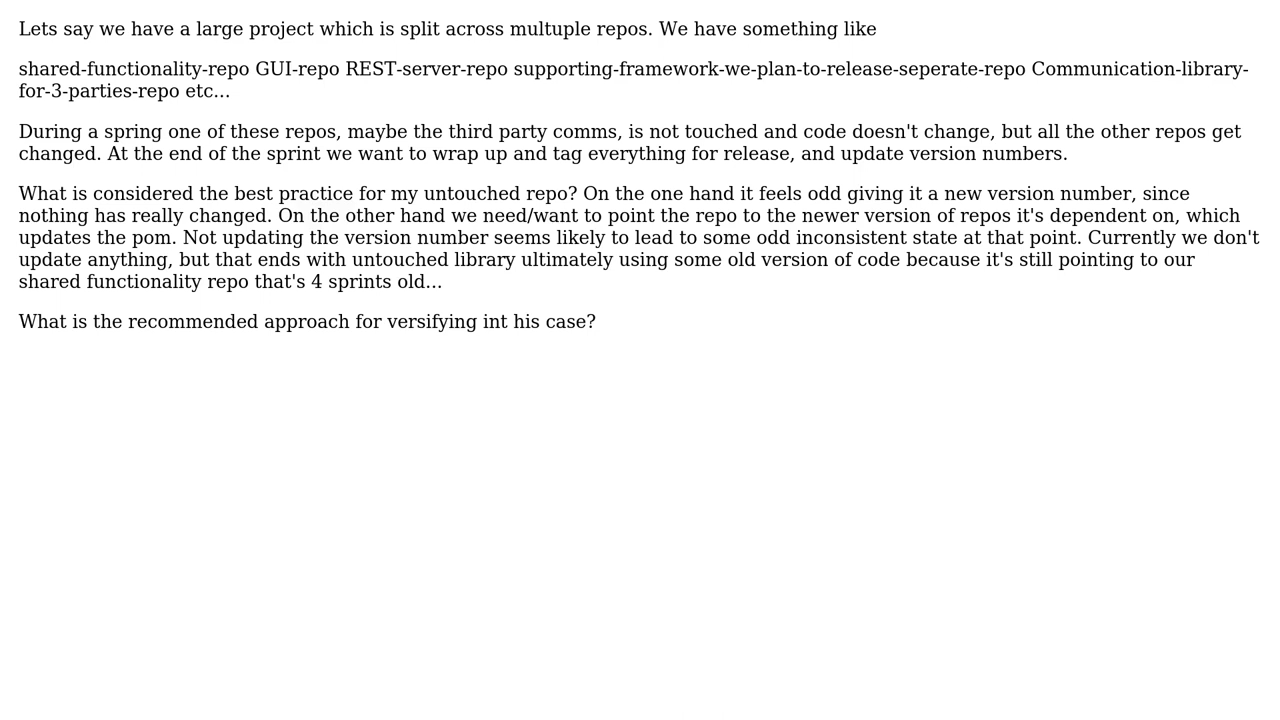 Lets say we have a large project which is split across multuple repos. We have something like
shared-functionality-repo GUI-repo REST-server-repo supporting-framework-we-plan-to-release-seperate-repo Communication-library-
for-3-parties-repo etc...
During a spring one of these repos, maybe the third party comms, is not touched and code doesn't change, but all the other repos get
changed. At the end of the sprint we want to wrap up and tag everything for release, and update version numbers.
What is considered the best practice for my untouched repo? On the one hand it feels odd giving it a new version number, since
nothing has really changed. On the other hand we need/want to point the repo to the newer version of repos it's dependent on, which
updates the pom. Not updating the version number seems likely to lead to some odd inconsistent state at that point. Currently we don't
update anything, but that ends with untouched library ultimately using some old version of code because it's still pointing to our
shared functionality repo that's 4 sprints old...
What is the recommended approach for versifying int his case?